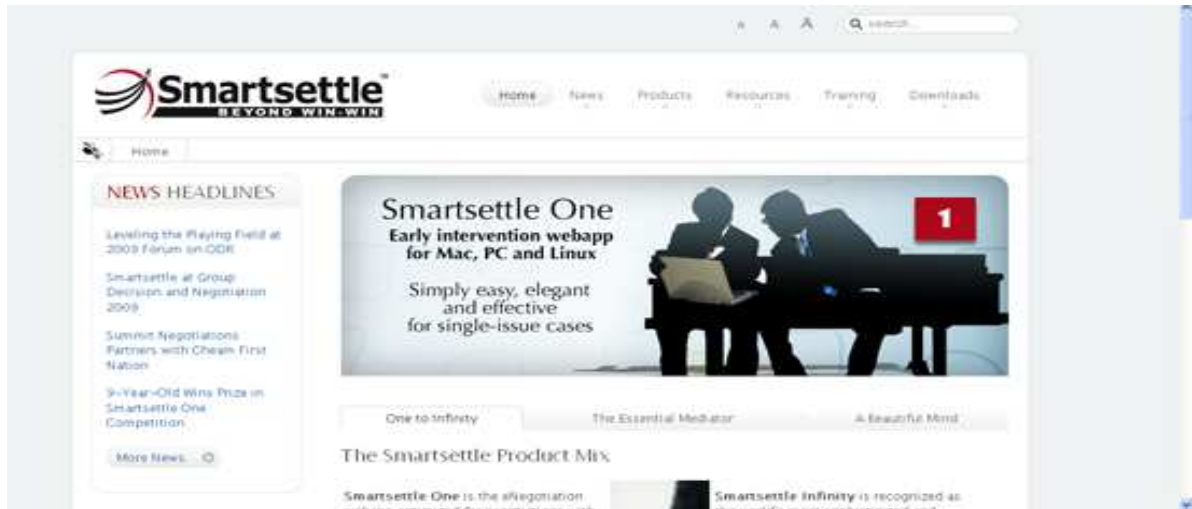 A A A search...
Smartsettle™
BEYOND WIN-WIN
Home News Products Resources Training Downloads
Home
NEWS HEADLINES
Leveling the Playing Field at
2009 Forum on ODR
Smartsettle at Group
Decision and Negotiation
2009
Summit Negotiations
Partners with Cheam First
Nation
9-Year-Old Wins Prize in
Smartsettle One
Competition
More News
Smartsettle One
Early intervention webapp
for Mac, PC and Linux
Simply easy, elegant
and effective
for single-issue cases
1
One to Infinity The Essential Mediator A Beautiful Mind
The Smartsettle Product Mix
Smartsettle One is the eNegotiation
Smartsettle Infinity is recognized as